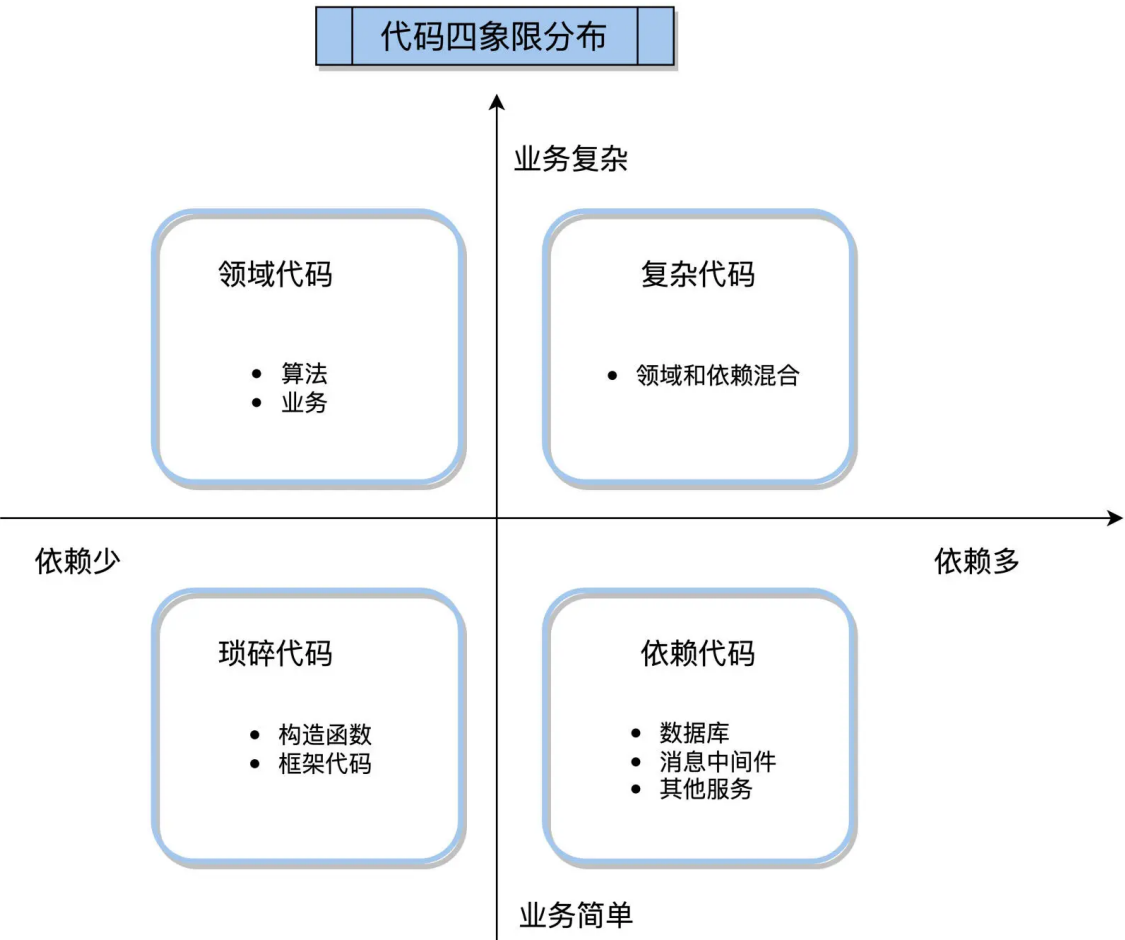 代码四象限分布
业务复杂
领域代码
• 算法
• 业务
复杂代码
• 领域和依赖混合
依赖少
依赖多
琐碎代码
• 构造函数
• 框架代码
依赖代码
• 数据库
• 消息中间件
• 其他服务
业务简单